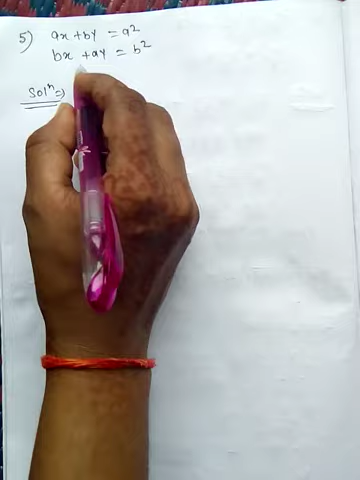 5) ax + by = a²
bx + ay = b²
Solⁿ ⇒